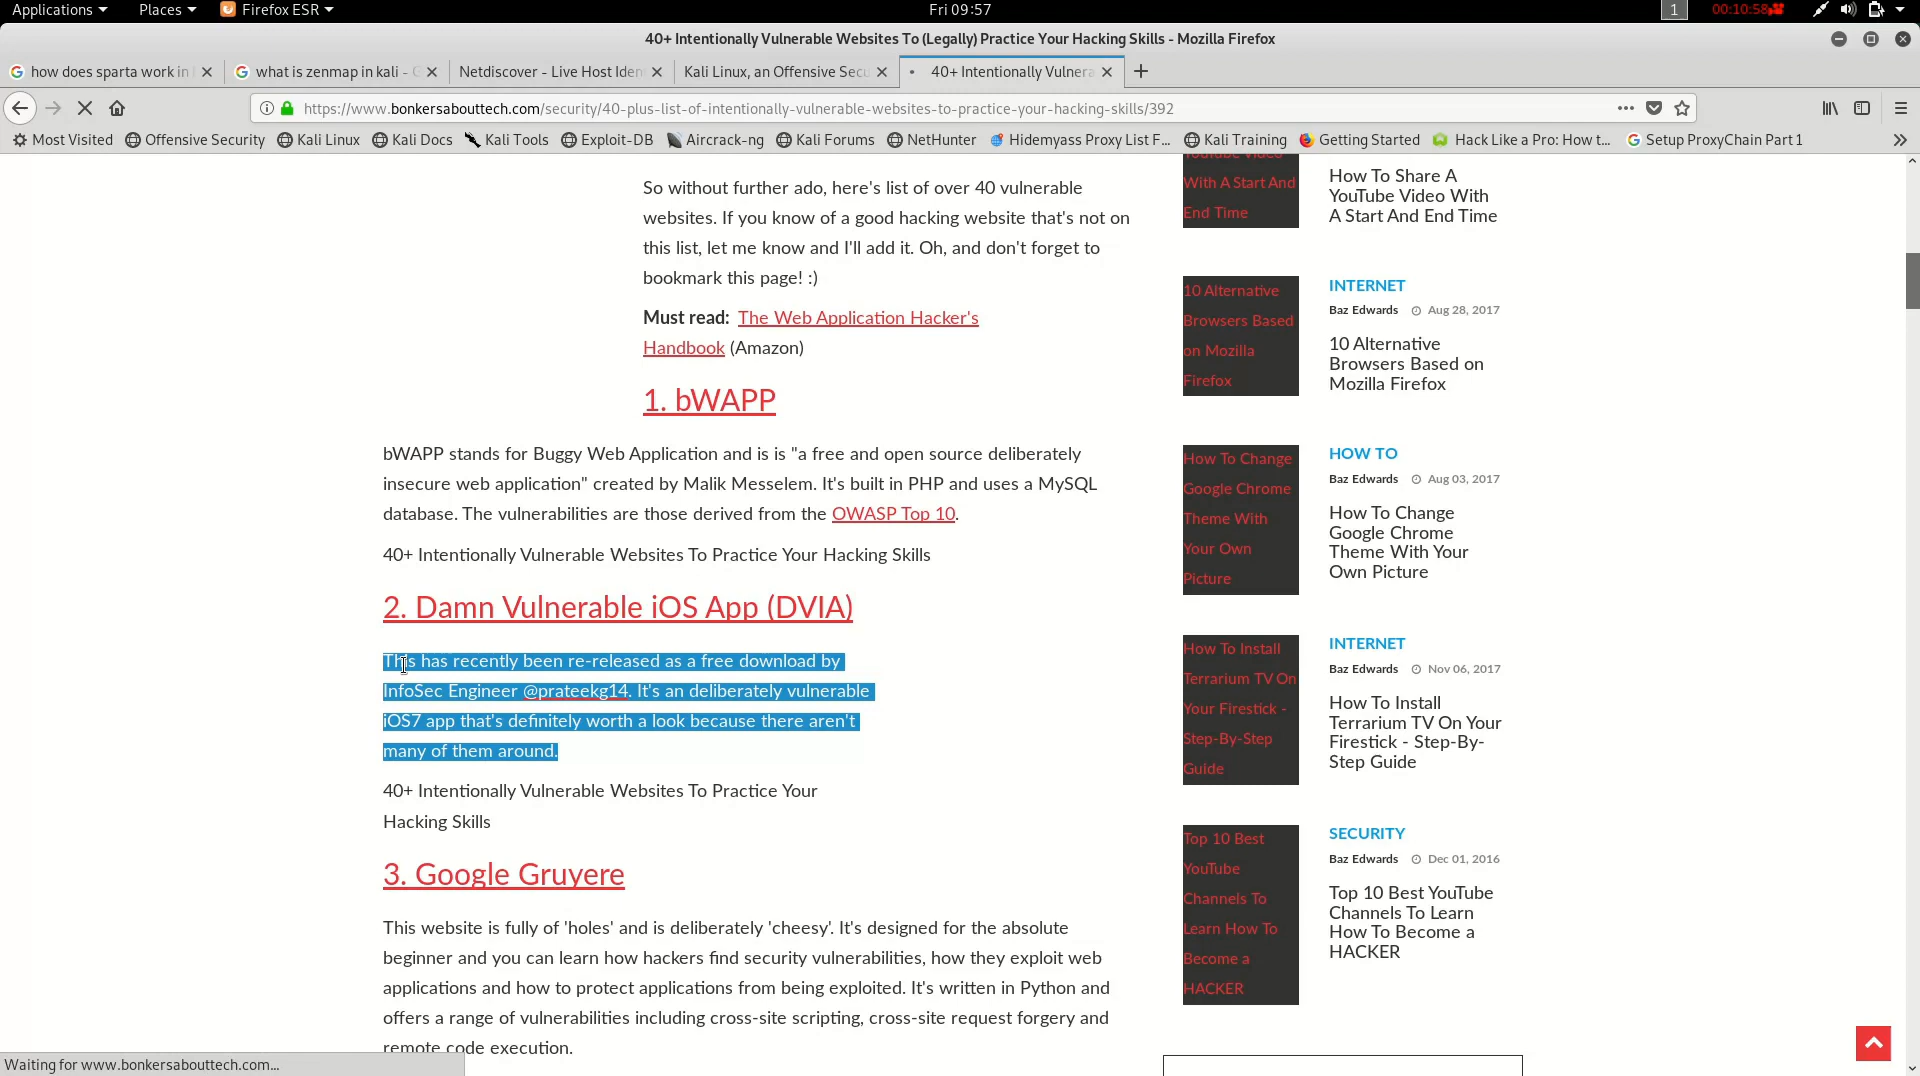 Applications
Places
Firefox ESR
Fri 09:57
1
00:10:58
40+ Intentionally Vulnerable Websites To (Legally) Practice Your Hacking Skills - Mozilla Firefox
how does sparta work in
what is zenmap in kali - G
Netdiscover - Live Host Iden
Kali Linux, an Offensive Secu
40+ Intentionally Vulnera
https://www.bonkersabouttech.com/security/40-plus-list-of-intentionally-vulnerable-websites-to-practice-your-hacking-skills/392
Most Visited
Offensive Security
Kali Linux
Kali Docs
Kali Tools
Exploit-DB
Aircrack-ng
Kali Forums
NetHunter
Hidemyass Proxy List F...
Kali Training
Getting Started
Hack Like a Pro: How t...
Setup ProxyChain Part 1
So without further ado, here's list of over 40 vulnerable
websites. If you know of a good hacking website that's not on
this list, let me know and I'll add it. Oh, and don't forget to
bookmark this page! :)
Must read: The Web Application Hacker's
Handbook (Amazon)
1. bWAPP
bWAPP stands for Buggy Web Application and is is "a free and open source deliberately
insecure web application" created by Malik Messelem. It's built in PHP and uses a MySQL
database. The vulnerabilities are those derived from the OWASP Top 10.
40+ Intentionally Vulnerable Websites To Practice Your Hacking Skills
2. Damn Vulnerable iOS App (DVIA)
This has recently been re-released as a free download by
InfoSec Engineer @prateekg14. It's an deliberately vulnerable
iOS7 app that's definitely worth a look because there aren't
many of them around.
40+ Intentionally Vulnerable Websites To Practice Your
Hacking Skills
3. Google Gruyere
This website is fully of 'holes' and is deliberately 'cheesy'. It's designed for the absolute
beginner and you can learn how hackers find security vulnerabilities, how they exploit web
applications and how to protect applications from being exploited. It's written in Python and
offers a range of vulnerabilities including cross-site scripting, cross-site request forgery and
remote code execution.
YouTube Video
With A Start And
End Time
How To Share A
YouTube Video With
A Start And End Time
10 Alternative
Browsers Based
on Mozilla
Firefox
INTERNET
Baz Edwards Aug 28, 2017
10 Alternative
Browsers Based on
Mozilla Firefox
How To Change
Google Chrome
Theme With
Your Own
Picture
HOW TO
Baz Edwards Aug 03, 2017
How To Change
Google Chrome
Theme With Your
Own Picture
How To Install
Terrarium TV On
Your Firestick -
Step-By-Step
Guide
INTERNET
Baz Edwards Nov 06, 2017
How To Install
Terrarium TV On Your
Firestick - Step-By-
Step Guide
Top 10 Best
YouTube
Channels To
Learn How To
Become a
HACKER
SECURITY
Baz Edwards Dec 01, 2016
Top 10 Best YouTube
Channels To Learn
How To Become a
HACKER
Waiting for www.bonkersabouttech.com...